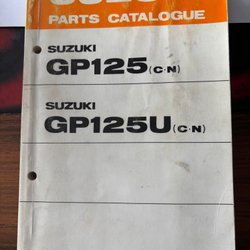 PARTS CATALOGUE
SUZUKI
GP125 (C·N)
SUZUKI
GP125U (C·N)